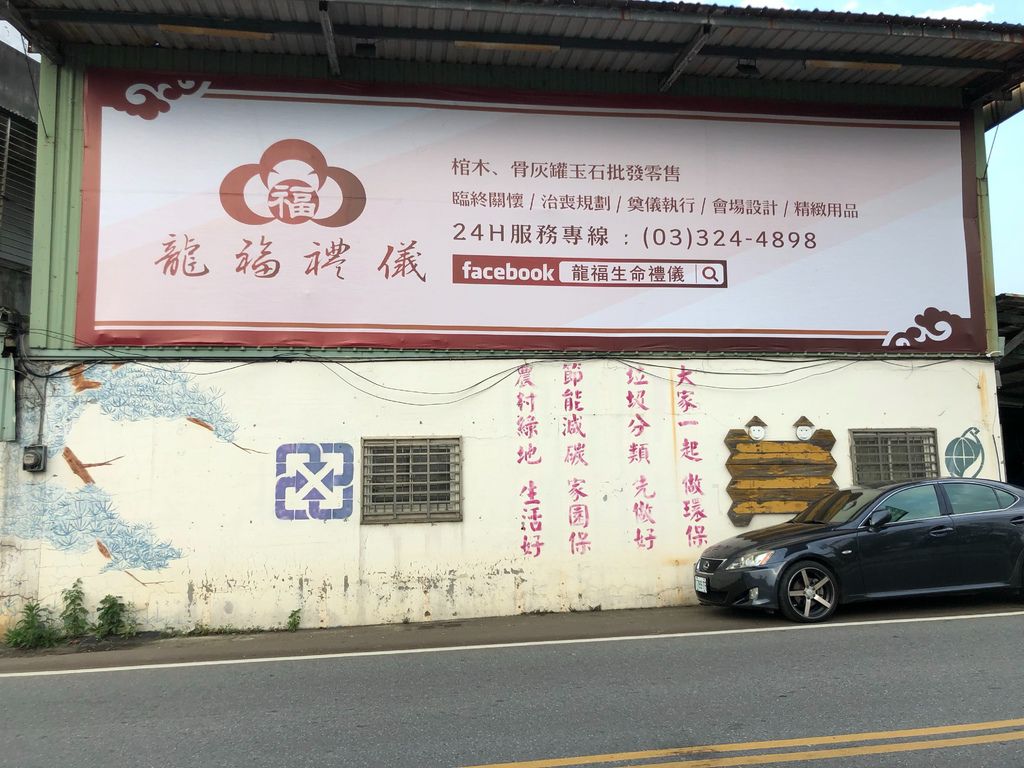 福
龍福禮儀
棺木、骨灰罐玉石批發零售
臨終關懷 / 治喪規劃 / 奠儀執行 / 會場設計 / 精緻用品
24H服務專線 : (03)324-4898
facebook 龍福生命禮儀
大家一起 做環保
垃圾分類 先做好
節能減碳 家園保
農村綠地 生活好